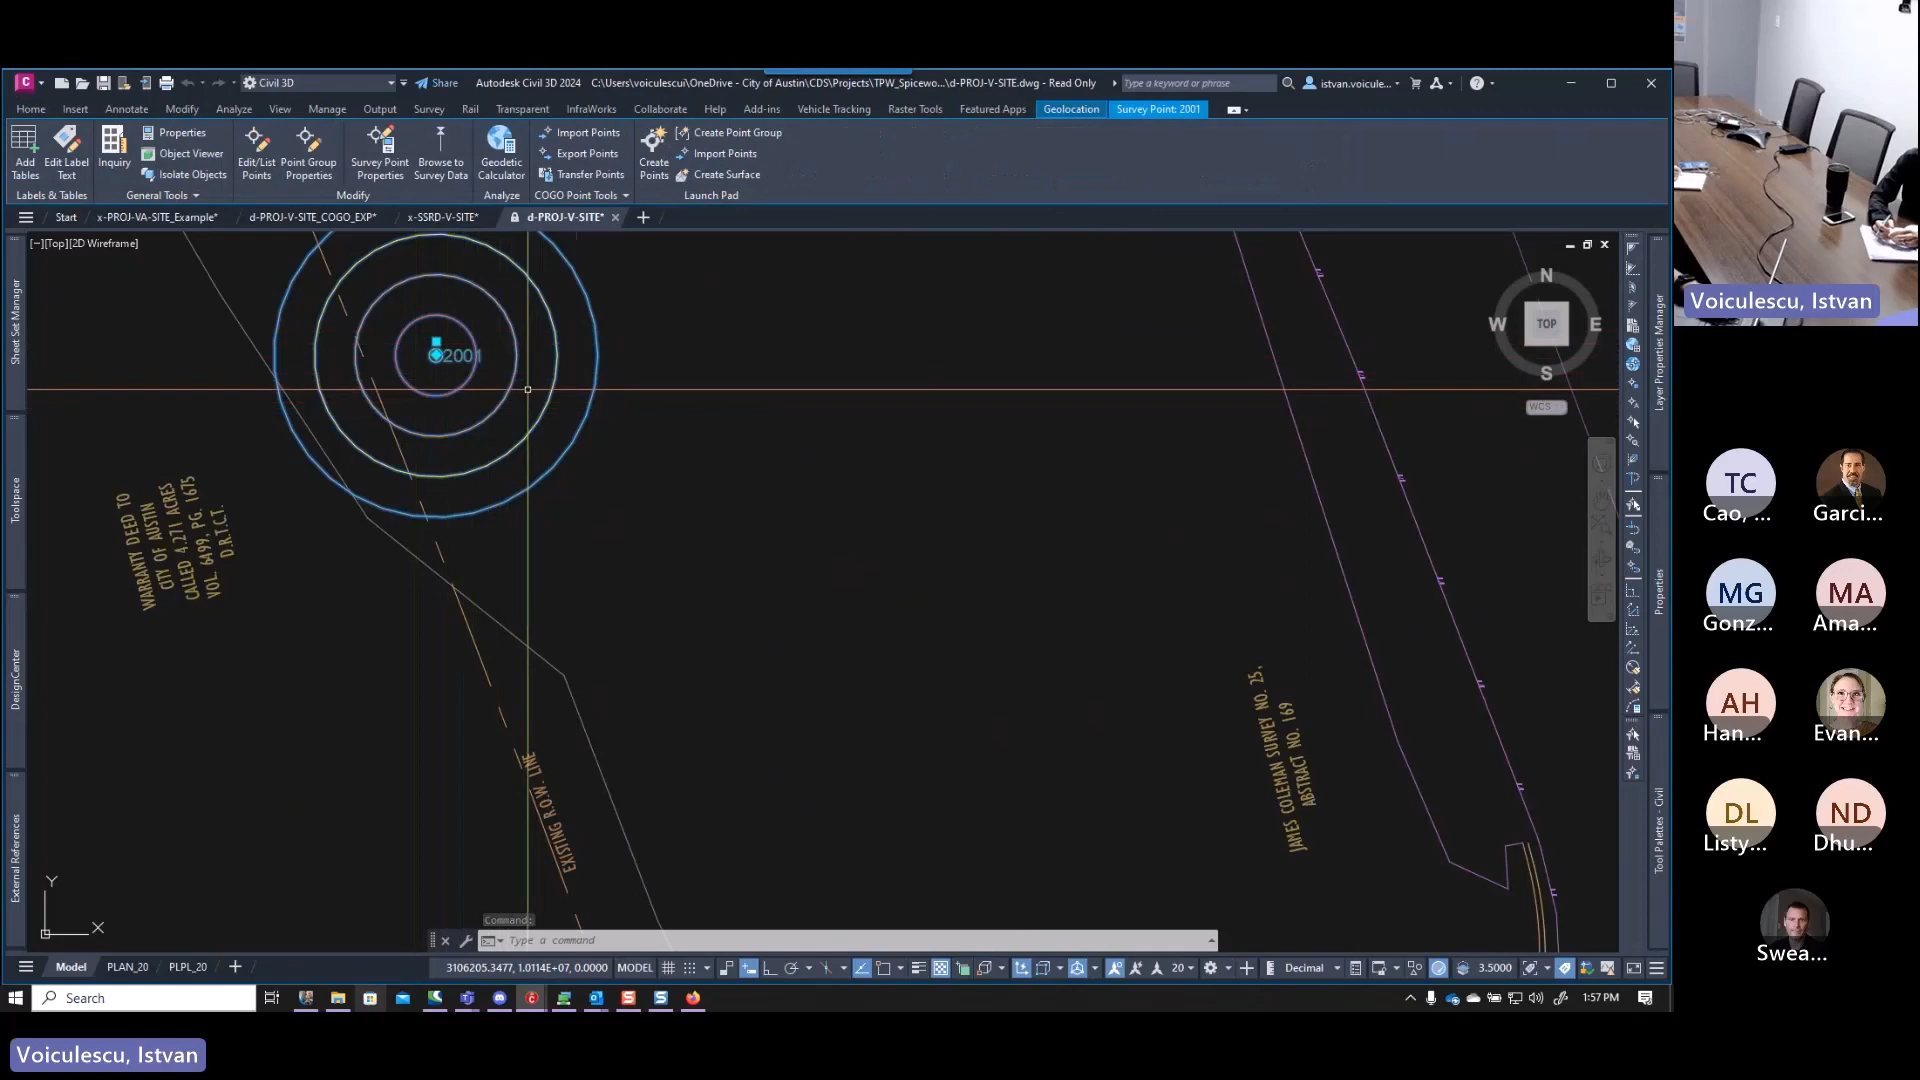 Civil 3D
Share
Autodesk Civil 3D 2024
C:\Users\voiculescui\OneDrive - City of Austin\CDS\Projects\TPW_Spicewo...\d-PROJ-V-SITE.dwg - Read Only
Type a keyword or phrase
istvan.voicule...
Home
Insert
Annotate
Modify
Analyze
View
Manage
Output
Survey
Rail
Transparent
InfraWorks
Collaborate
Help
Add-ins
Vehicle Tracking
Raster Tools
Featured Apps
Geolocation
Survey Point: 2001
Add Tables
Edit Label Text
Labels & Tables
Inquiry
Properties
Object Viewer
Isolate Objects
General Tools
Edit/List Points
Point Group Properties
Survey Point Properties
Browse to Survey Data
Modify
Geodetic Calculator
Analyze
Import Points
Export Points
Transfer Points
COGO Point Tools
Create Points
Create Point Group
Import Points
Create Surface
Launch Pad
Start
x-PROJ-VA-SITE_Example*
d-PROJ-V-SITE_COGO_EXP*
x-SSRD-V-SITE*
d-PROJ-V-SITE*
[−][Top][2D Wireframe]
Sheet Set Manager
Toolspace
DesignCenter
External References
2001
WARRANTY DEED TO
CITY OF AUSTIN
CALLED 4.271 ACRES
VOL. 6499, PG. 1675
D.R.T.C.T.
EXISTING R.O.W. LINE
JAMES COLEMAN SURVEY NO. 25,
ABSTRACT NO. 169
N
W
TOP
E
S
WCS
Layer Properties Manager
Properties
Tool Palettes - Civil
Y
X
Command:
Type a command
Model
PLAN_20
PLPL_20
3106205.3477, 1.0114E+07, 0.0000
MODEL
20
Decimal
3.5000
Search
1:57 PM
Voiculescu, Istvan
Voiculescu, Istvan
TC
Cao, ...
Garci...
MG
Gonz...
MA
Ama...
AH
Han...
Evan...
DL
Listy...
ND
Dhu...
Swea...